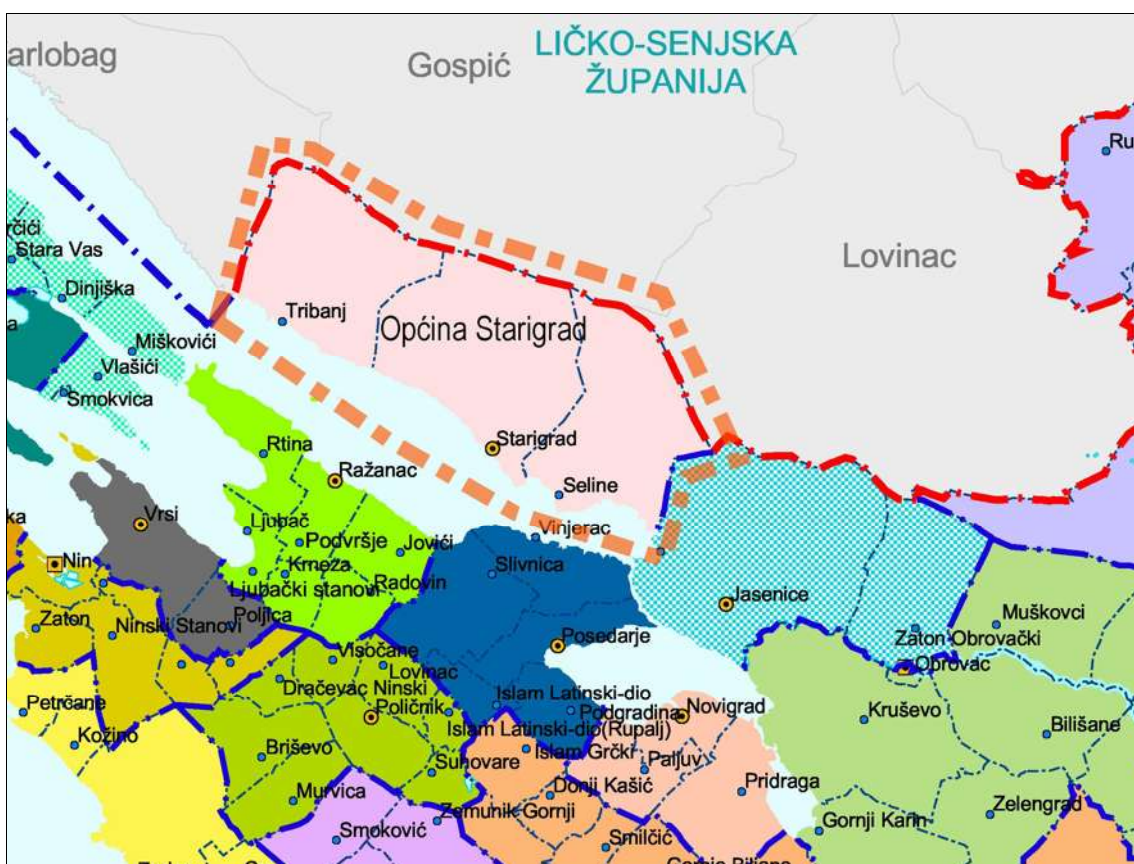 arlobag
Gospić
LIČKO-SENJSKA
ŽUPANIJA
Ru
rčići
Stara Vas
Lovinac
Dinjiška
Tribanj
Općina Starigrad
a
Miškovići
Vlašići
Smokvica
Rtina
Starigrad
Ražanac
Seline
ka
Vrsi
Ljubač
Vinjerac
Podvršje
Jovići
Nin
Krneza
Slivnica
Ljubački stanovi
Radovin
Jasenice
Zaton
Ninski Stanovi
Poljica
Muškovci
Posedarje
Zaton Obrovački
Visočane
Lovinac
Obrovac
Dračevac Ninski
Islam Latinski-dio
Petrčane
Poličnik
Podgradina
Novigrad
Kruševo
Islam Latinski-dio(Rupalj)
Bilišane
Kožino
Briševo
Islam Grčki
Suhovare
Paljuv
Pridraga
Murvica
Donji Kašić
Zemunik Gornji
Zelengrad
Smoković
Smilčić
Gornji Karin